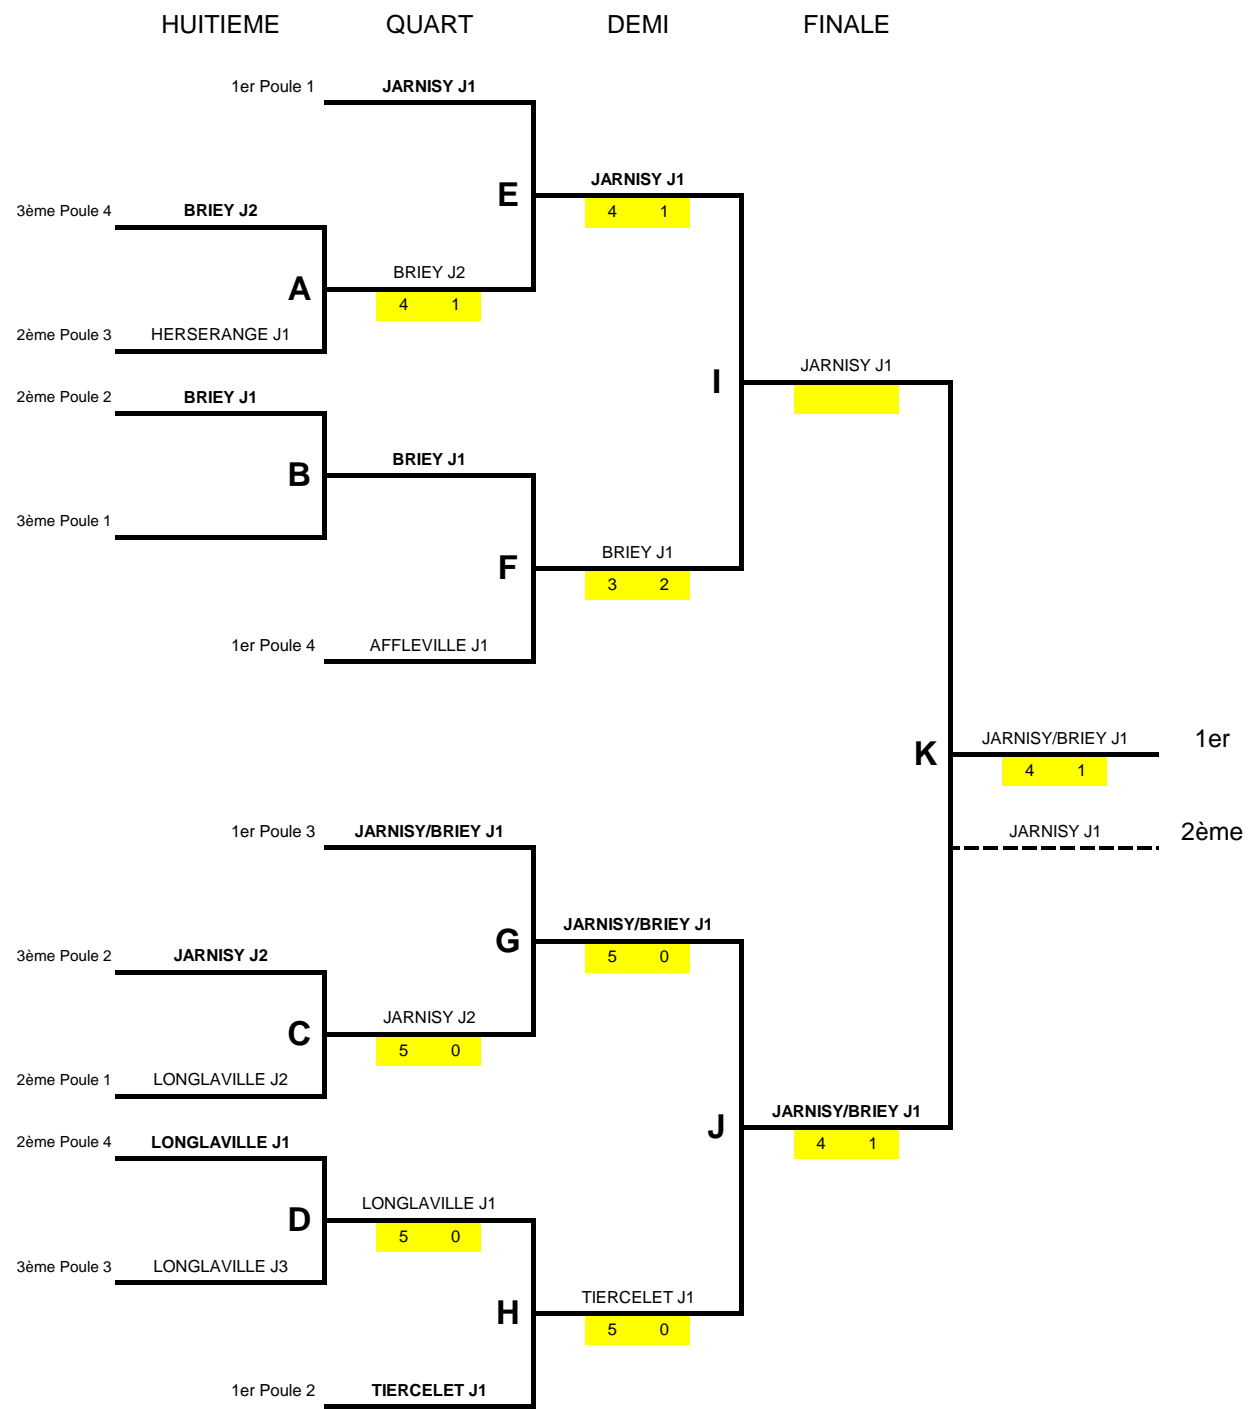 HUITIEME QUART DEMI FINALE
1er Poule 1 JARNISY J1
E JARNISY J1
4 1
3ème Poule 4 BRIEY J2
A BRIEY J2
4 1
2ème Poule 3 HERSERANGE J1
I JARNISY J1
2ème Poule 2 BRIEY J1
B BRIEY J1
3ème Poule 1
F BRIEY J1
3 2
1er Poule 4 AFFLEVILLE J1
K JARNISY/BRIEY J1 1er
4 1
1er Poule 3 JARNISY/BRIEY J1
JARNISY J1 2ème
G JARNISY/BRIEY J1
5 0
3ème Poule 2 JARNISY J2
C JARNISY J2
5 0
2ème Poule 1 LONGLAVILLE J2
J JARNISY/BRIEY J1
4 1
2ème Poule 4 LONGLAVILLE J1
D LONGLAVILLE J1
5 0
3ème Poule 3 LONGLAVILLE J3
H TIERCELET J1
5 0
1er Poule 2 TIERCELET J1